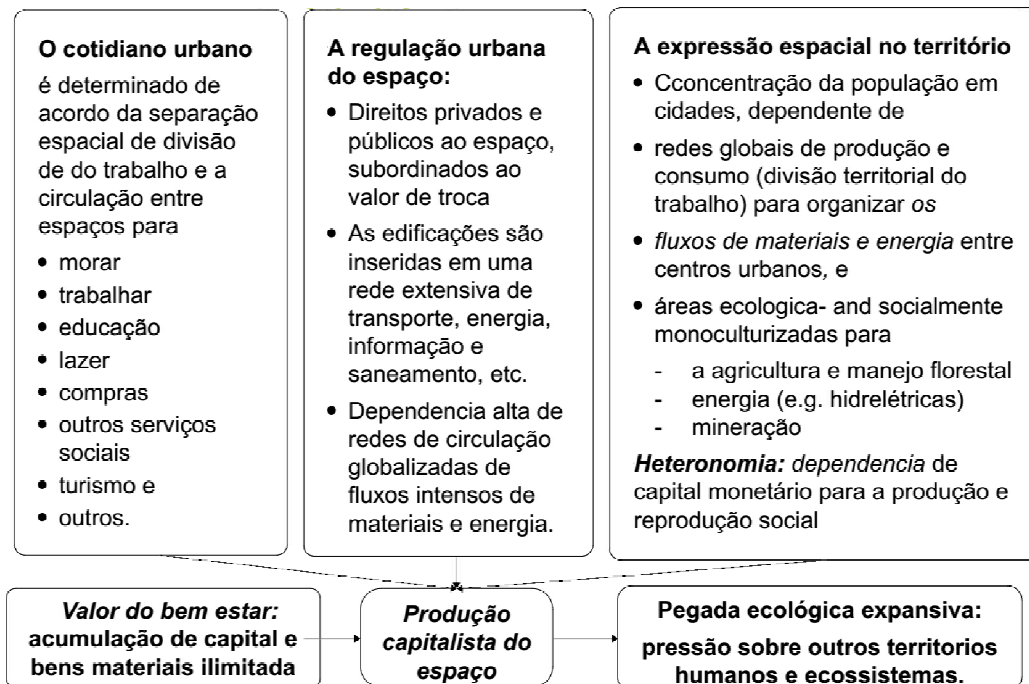 O cotidiano urbano
é determinado de
acordo da separação
espacial de divisão
de do trabalho e a
circulação entre
espaços para
• morar
• trabalhar
• educação
• lazer
• compras
• outros serviços
sociais
• turismo e
• outros.
A regulação urbana
do espaço:
• Direitos privados e
públicos ao espaço,
subordinados ao
valor de troca
• As edificações são
inseridas em uma
rede extensiva de
transporte, energia,
informação e
saneamento, etc.
• Dependencia alta de
redes de circulação
globalizadas de
fluxos intensos de
materiais e energia.
A expressão espacial no território
• Cconcentração da população em
cidades, dependente de
• redes globais de produção e
consumo (divisão territorial do
trabalho) para organizar os
• fluxos de materiais e energia entre
centros urbanos, e
• áreas ecologica- and socialmente
monoculturizadas para
- a agricultura e manejo florestal
- energia (e.g. hidrelétricas)
- mineração
Heteronomia: dependencia de
capital monetário para a produção e
reprodução social
Valor do bem estar:
acumulação de capital e
bens materiais ilimitada
Produção
capitalista do
espaço
Pegada ecológica expansiva:
pressão sobre outros territorios
humanos e ecossistemas.